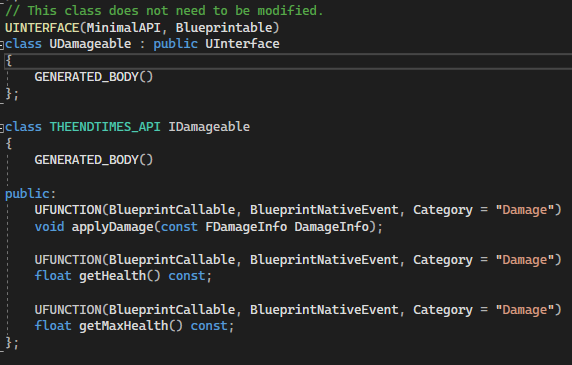 // This class does not need to be modified.
UINTERFACE(MinimalAPI, Blueprintable)
class UDamageable : public UInterface
{
    GENERATED_BODY()
};

class THEENDTIMES_API IDamageable
{
    GENERATED_BODY()

public:
    UFUNCTION(BlueprintCallable, BlueprintNativeEvent, Category = "Damage")
    void applyDamage(const FDamageInfo DamageInfo);

    UFUNCTION(BlueprintCallable, BlueprintNativeEvent, Category = "Damage")
    float getHealth() const;

    UFUNCTION(BlueprintCallable, BlueprintNativeEvent, Category = "Damage")
    float getMaxHealth() const;
};